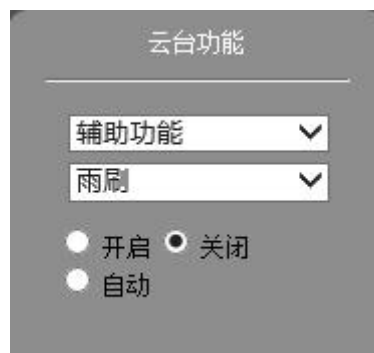 云台功能
辅助功能
雨刷
开启 关闭
自动